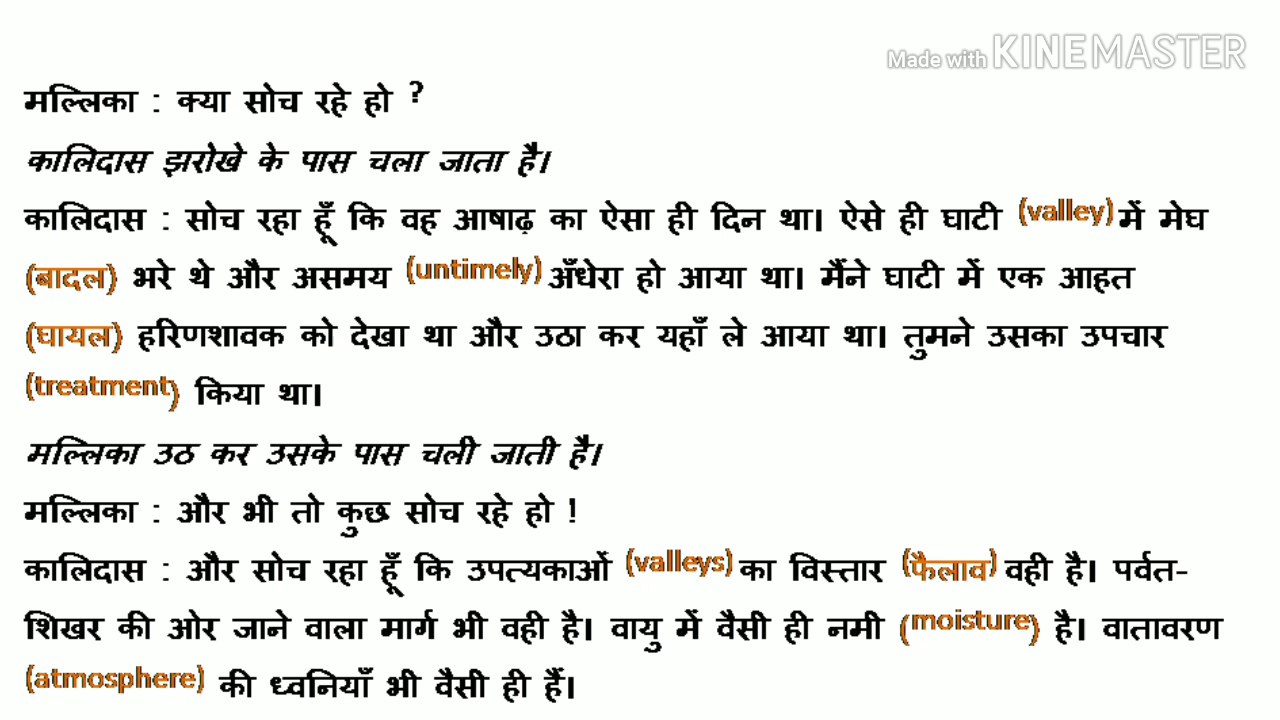 Made with KINEMASTER
मल्लिका : क्या सोच रहे हो ?
कालिदास झरोखे के पास चला जाता है।
कालिदास : सोच रहा हूँ कि वह आषाढ़ का ऐसा ही दिन था। ऐसे ही घाटी (valley) में मेघ
(बादल) भरे थे और असमय (untimely) अँधेरा हो आया था। मैंने घाटी में एक आहत
(घायल) हरिणशावक को देखा था और उठा कर यहाँ ले आया था। तुमने उसका उपचार
(treatment) किया था।
मल्लिका उठ कर उसके पास चली जाती है।
मल्लिका : और भी तो कुछ सोच रहे हो !
कालिदास : और सोच रहा हूँ कि उपत्यकाओं (valleys) का विस्तार (फैलाव) वही है। पर्वत-
शिखर की ओर जाने वाला मार्ग भी वही है। वायु में वैसी ही नमी (moisture) है। वातावरण
(atmosphere) की ध्वनियाँ भी वैसी ही हैं।